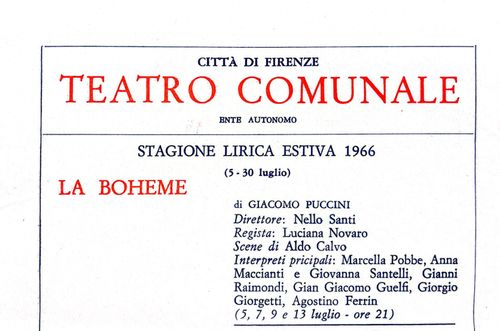 CITTÀ DI FIRENZE
TEATRO COMUNALE
ENTE AUTONOMO
STAGIONE LIRICA ESTIVA 1966
(5 - 30 luglio)
LA BOHEME
di GIACOMO PUCCINI
Direttore: Nello Santi
Regista: Luciana Novaro
Scene di Aldo Calvo
Interpreti pricipali: Marcella Pobbe, Anna
Maccianti e Giovanna Santelli, Gianni
Raimondi, Gian Giacomo Guelfi, Giorgio
Giorgetti, Agostino Ferrin
(5, 7, 9 e 13 luglio - ore 21)